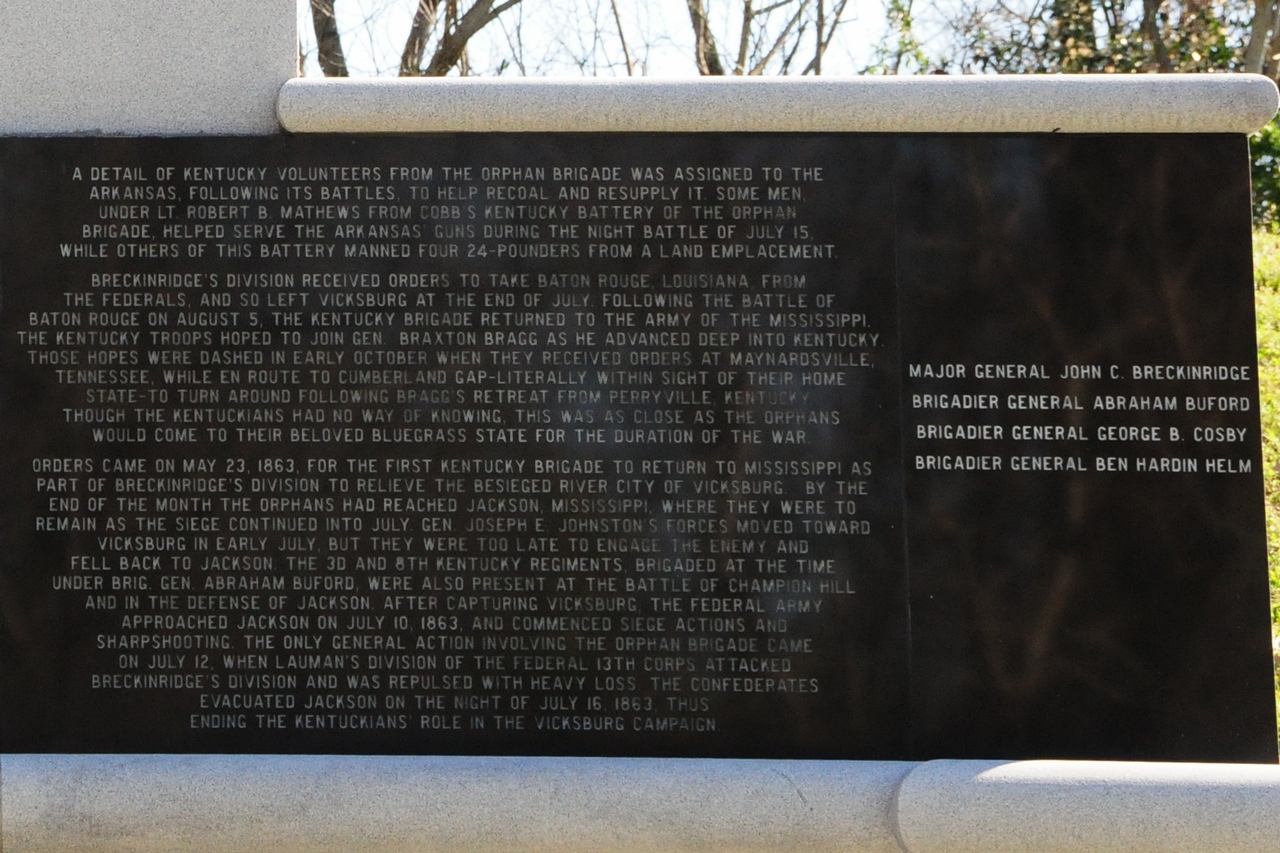 A DETAIL OF KENTUCKY VOLUNTEERS FROM THE ORPHAN BRIGADE WAS ASSIGNED TO THE
ARKANSAS, FOLLOWING ITS BATTLES, TO HELP RECOAL AND RESUPPLY IT. SOME MEN,
UNDER LT. ROBERT B. MATHEWS FROM COBB'S KENTUCKY BATTERY OF THE ORPHAN
BRIGADE, HELPED SERVE THE ARKANSAS' GUNS DURING THE NIGHT BATTLE OF JULY 15,
WHILE OTHERS OF THIS BATTERY MANNED FOUR 24-POUNDERS FROM A LAND EMPLACEMENT.
BRECKINRIDGE'S DIVISION RECEIVED ORDERS TO TAKE BATON ROUGE, LOUISIANA, FROM
THE FEDERALS, AND SO LEFT VICKSBURG AT THE END OF JULY. FOLLOWING THE BATTLE OF
BATON ROUGE ON AUGUST 5, THE KENTUCKY BRIGADE RETURNED TO THE ARMY OF THE MISSISSIPPI.
THE KENTUCKY TROOPS HOPED TO JOIN GEN. BRAXTON BRAGG AS HE ADVANCED DEEP INTO KENTUCKY.
THOSE HOPES WERE DASHED IN EARLY OCTOBER WHEN THEY RECEIVED ORDERS AT MAYNARDSVILLE,
TENNESSEE, WHILE EN ROUTE TO CUMBERLAND GAP-LITERALLY WITHIN SIGHT OF THEIR HOME
STATE-TO TURN AROUND FOLLOWING BRAGG'S RETREAT FROM PERRYVILLE, KENTUCKY.
THOUGH THE KENTUCKIANS HAD NO WAY OF KNOWING, THIS WAS AS CLOSE AS THE ORPHANS
WOULD COME TO THEIR BELOVED BLUEGRASS STATE FOR THE DURATION OF THE WAR.
ORDERS CAME ON MAY 23, 1863, FOR THE FIRST KENTUCKY BRIGADE TO RETURN TO MISSISSIPPI AS
PART OF BRECKINRIDGE'S DIVISION TO RELIEVE THE BESIEGED RIVER CITY OF VICKSBURG. BY THE
END OF THE MONTH THE ORPHANS HAD REACHED JACKSON, MISSISSIPPI, WHERE THEY WERE TO
REMAIN AS THE SIEGE CONTINUED INTO JULY. GEN. JOSEPH E. JOHNSTON'S FORCES MOVED TOWARD
VICKSBURG IN EARLY JULY, BUT THEY WERE TOO LATE TO ENGAGE THE ENEMY AND
FELL BACK TO JACKSON. THE 3D AND 8TH KENTUCKY REGIMENTS, BRIGADED AT THE TIME
UNDER BRIG. GEN. ABRAHAM BUFORD, WERE ALSO PRESENT AT THE BATTLE OF CHAMPION HILL
AND IN THE DEFENSE OF JACKSON. AFTER CAPTURING VICKSBURG, THE FEDERAL ARMY
APPROACHED JACKSON ON JULY 10, 1863, AND COMMENCED SIEGE ACTIONS AND
SHARPSHOOTING. THE ONLY GENERAL ACTION INVOLVING THE ORPHAN BRIGADE CAME
ON JULY 12, WHEN LAUMAN'S DIVISION OF THE FEDERAL 13TH CORPS ATTACKED
BRECKINRIDGE'S DIVISION AND WAS REPULSED WITH HEAVY LOSS. THE CONFEDERATES
EVACUATED JACKSON ON THE NIGHT OF JULY 16, 1863, THUS
ENDING THE KENTUCKIANS' ROLE IN THE VICKSBURG CAMPAIGN.
MAJOR GENERAL JOHN C. BRECKINRIDGE
BRIGADIER GENERAL ABRAHAM BUFORD
BRIGADIER GENERAL GEORGE B. COSBY
BRIGADIER GENERAL BEN HARDIN HELM